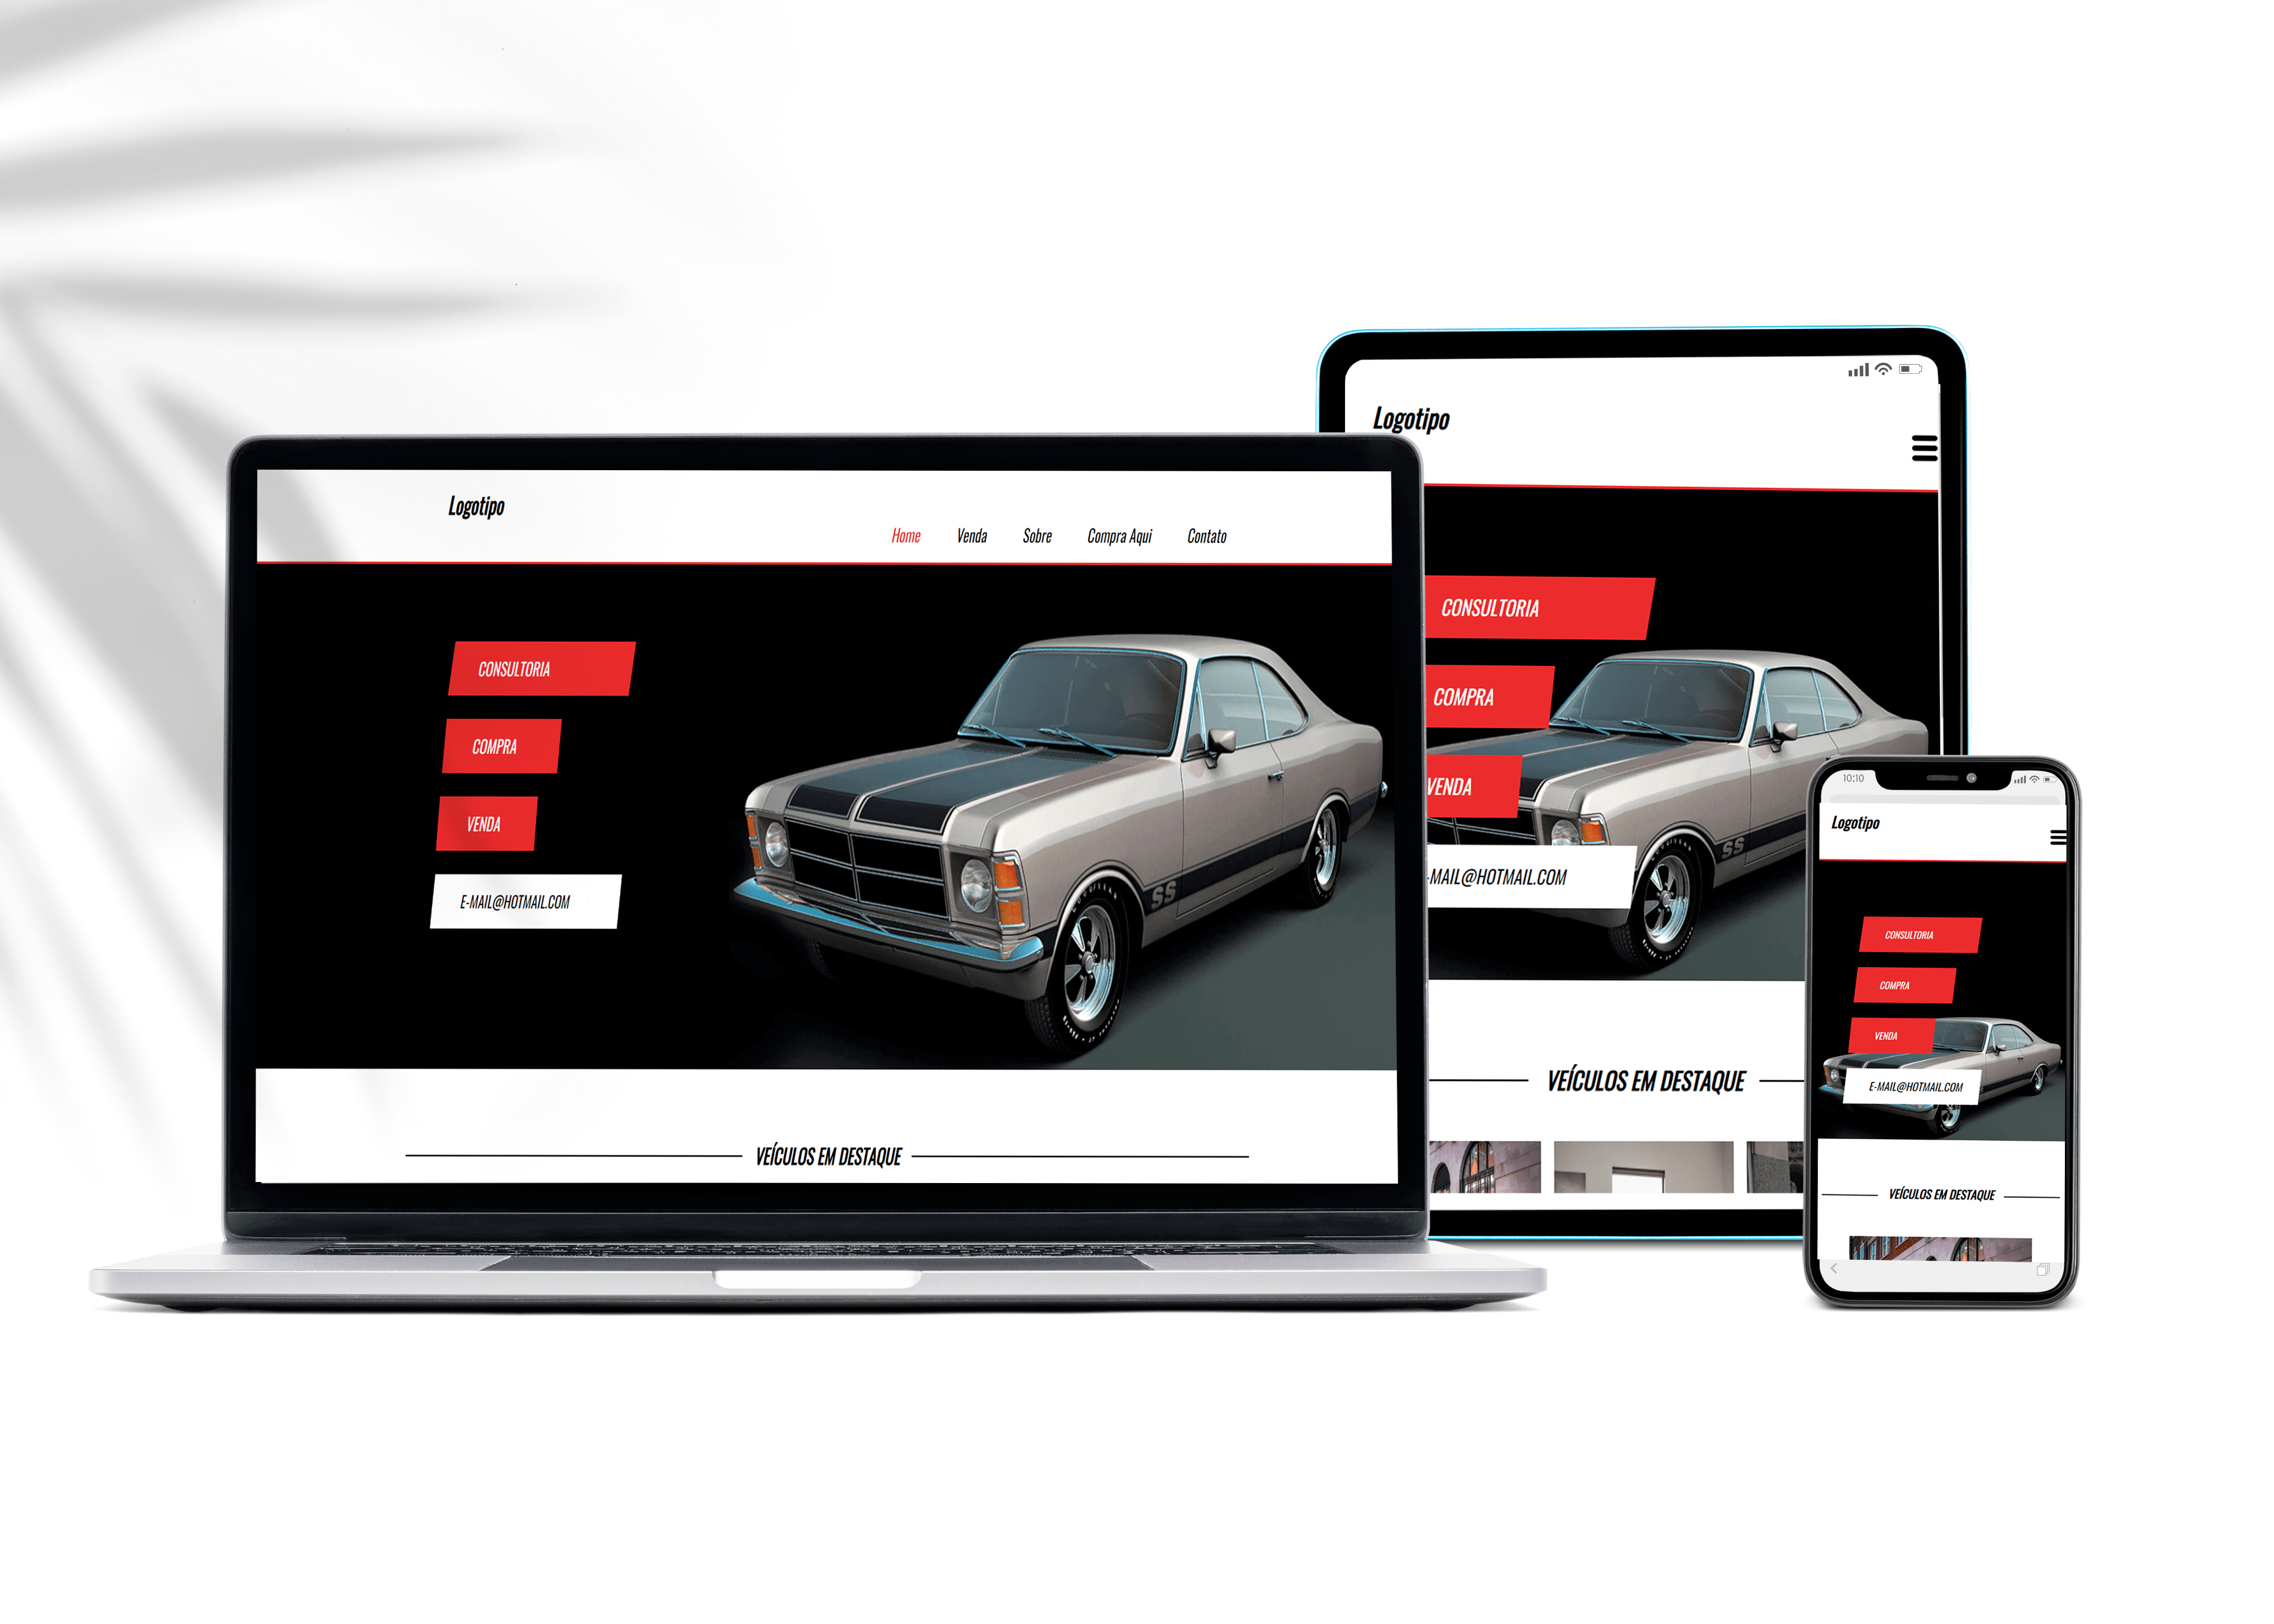 Logotipo
Home Venda Sobre Compra Aqui Contato
CONSULTORIA
COMPRA
VENDA
E-MAIL@HOTMAIL.COM
SS
VEÍCULOS EM DESTAQUE
Logotipo
CONSULTORIA
COMPRA
VENDA
-MAIL@HOTMAIL.COM
SS
VEÍCULOS EM DESTAQUE
10:10
Logotipo
CONSULTORIA
COMPRA
VENDA
E-MAIL@HOTMAIL.COM
VEÍCULOS EM DESTAQUE